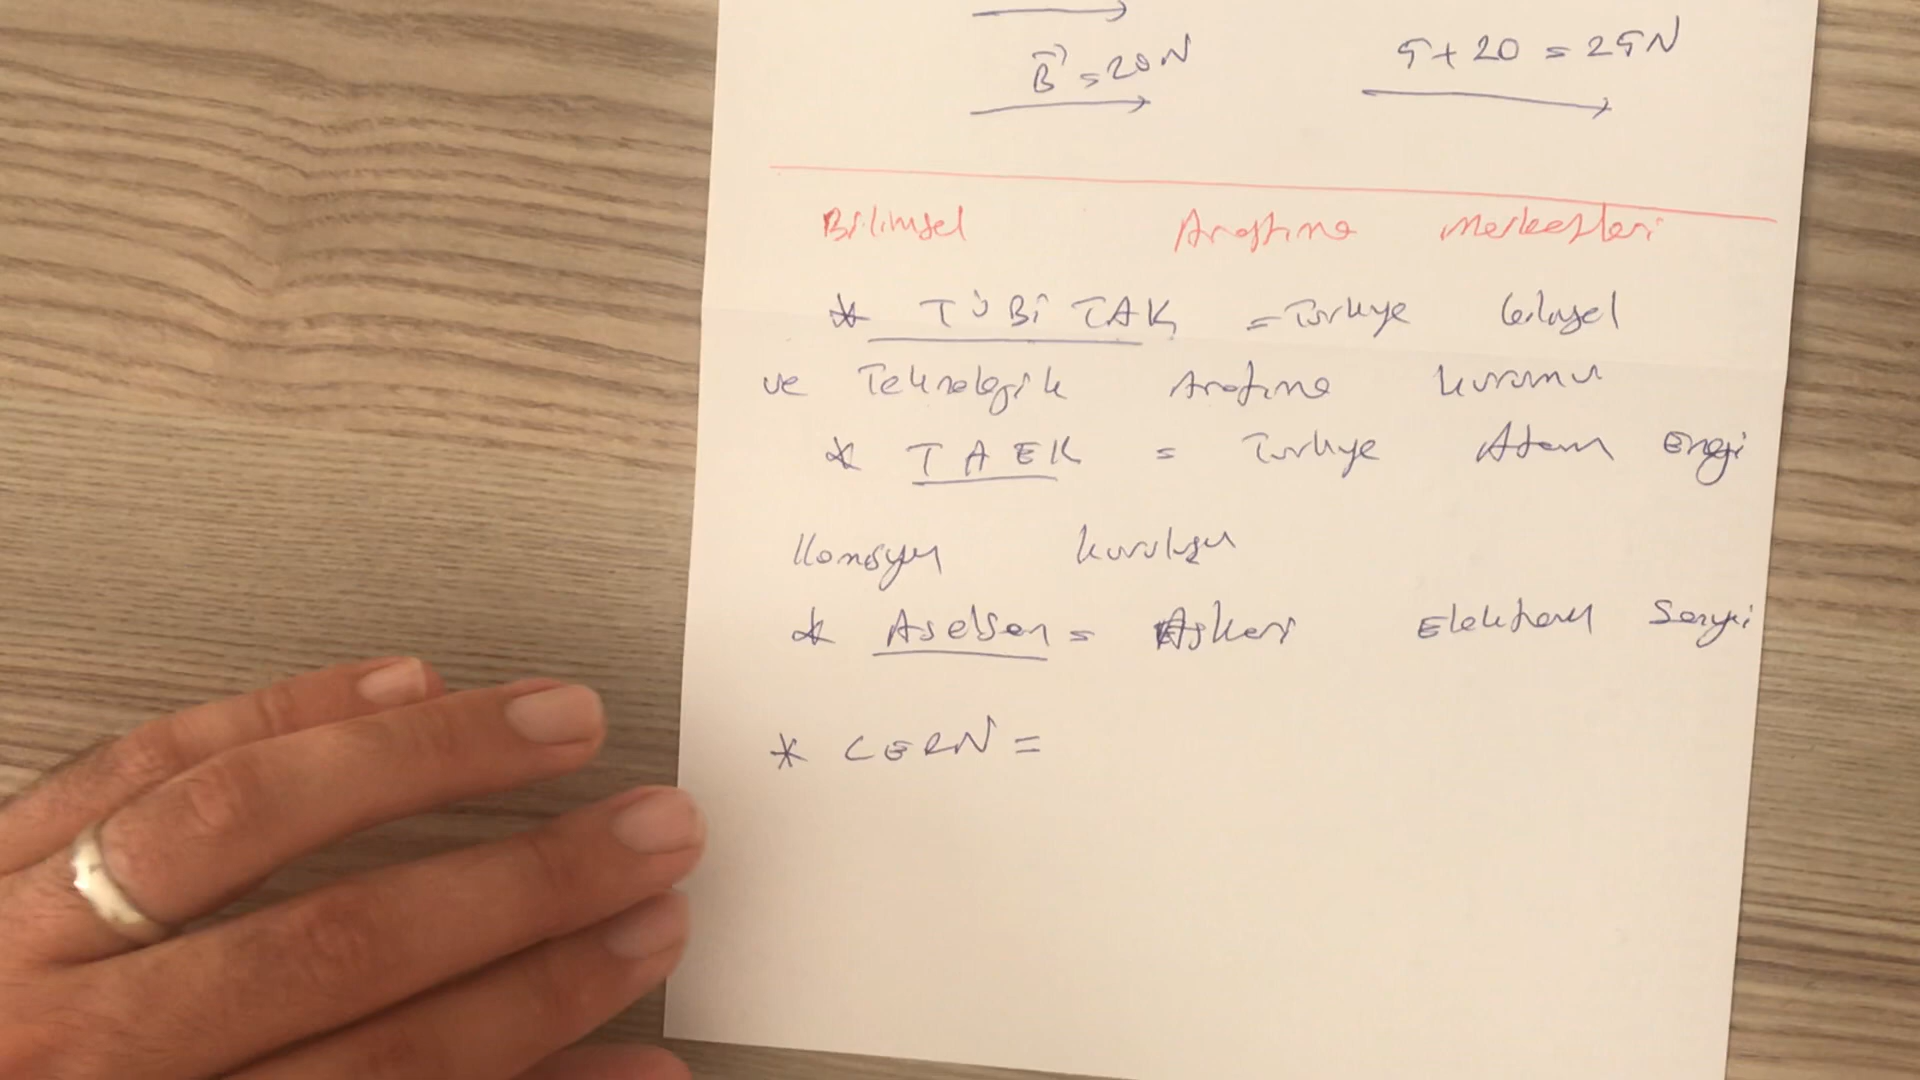 B⃗ = 20N
5 + 20 = 25N
Bilimsel Araştırma Merkezleri
* TÜBİTAK = Türkiye bilimsel
ve Teknolojik Araştırma kurumu
* TAEK = Türkiye Atom Enerji
Komisyon kuruluşu
* Aselsan = Askeri Elektronik Sanayi
* CERN =